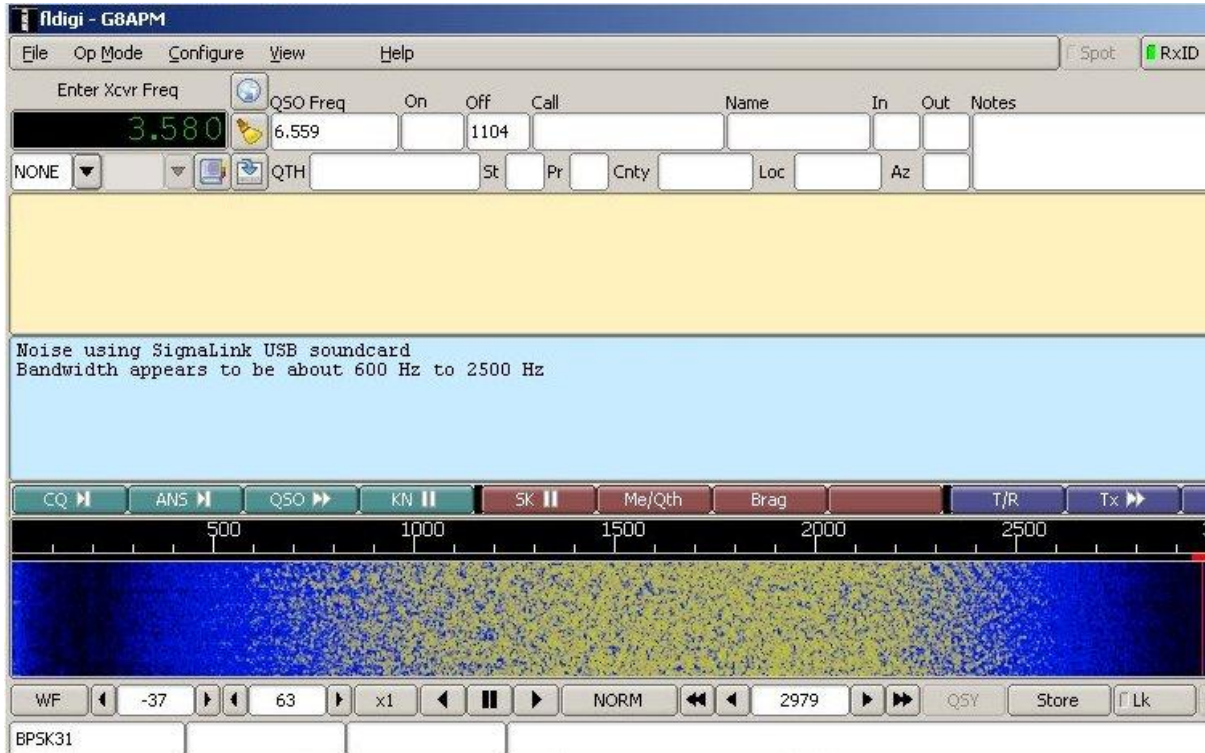 fldigi - G8APM
File Op Mode Configure View Help Spot RxID
Enter Xcvr Freq QSO Freq On Off Call Name In Out Notes
3.580 6.559 1104
NONE QTH St Pr Cnty Loc Az
Noise using SignaLink USB soundcard
Bandwidth appears to be about 600 Hz to 2500 Hz
CQ ANS QSO KN SK Me/Qth Brag T/R Tx
500 1000 1500 2000 2500
WF -37 63 x1 NORM 2979 QSY Store Lk
BPSK31